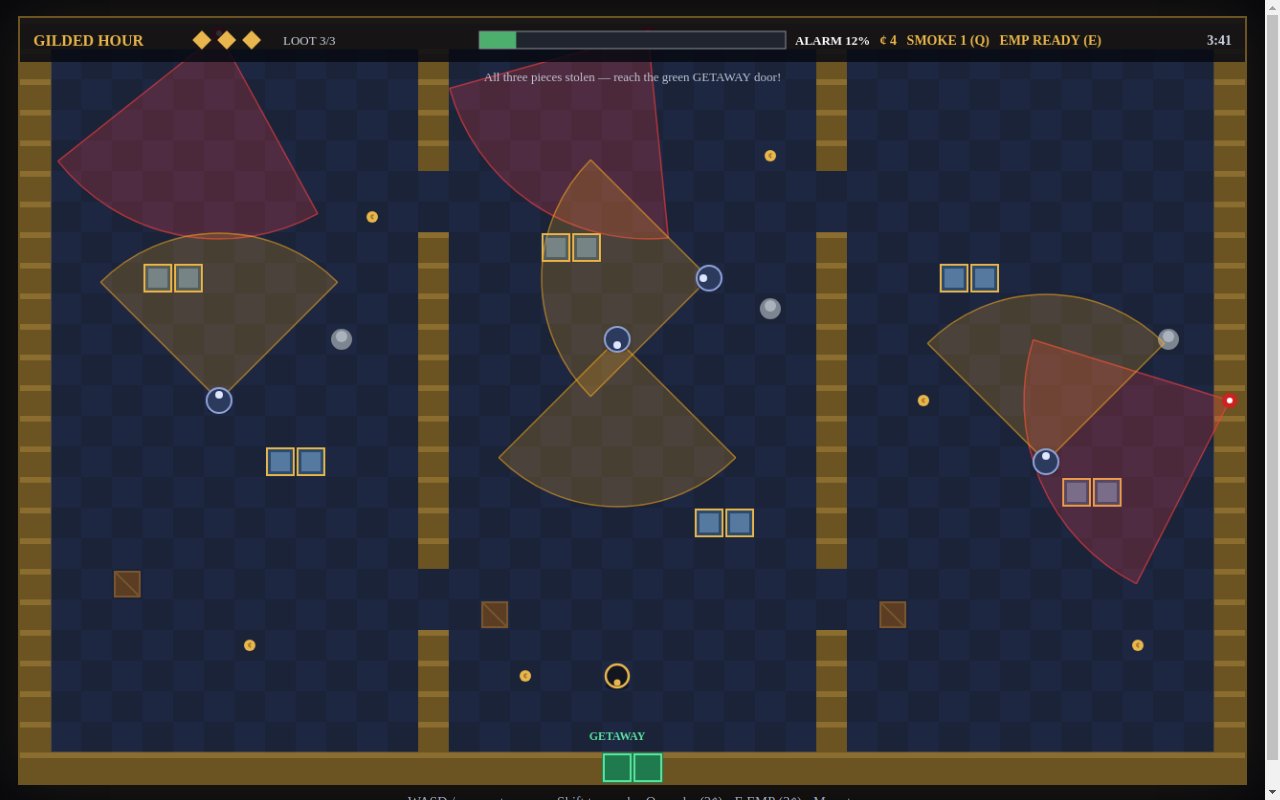 GILDED HOUR LOOT 3/3 ALARM 12% ¢ 4 SMOKE 1 (Q) EMP READY (E) 3:41
All three pieces stolen — reach the green GETAWAY door!
GETAWAY